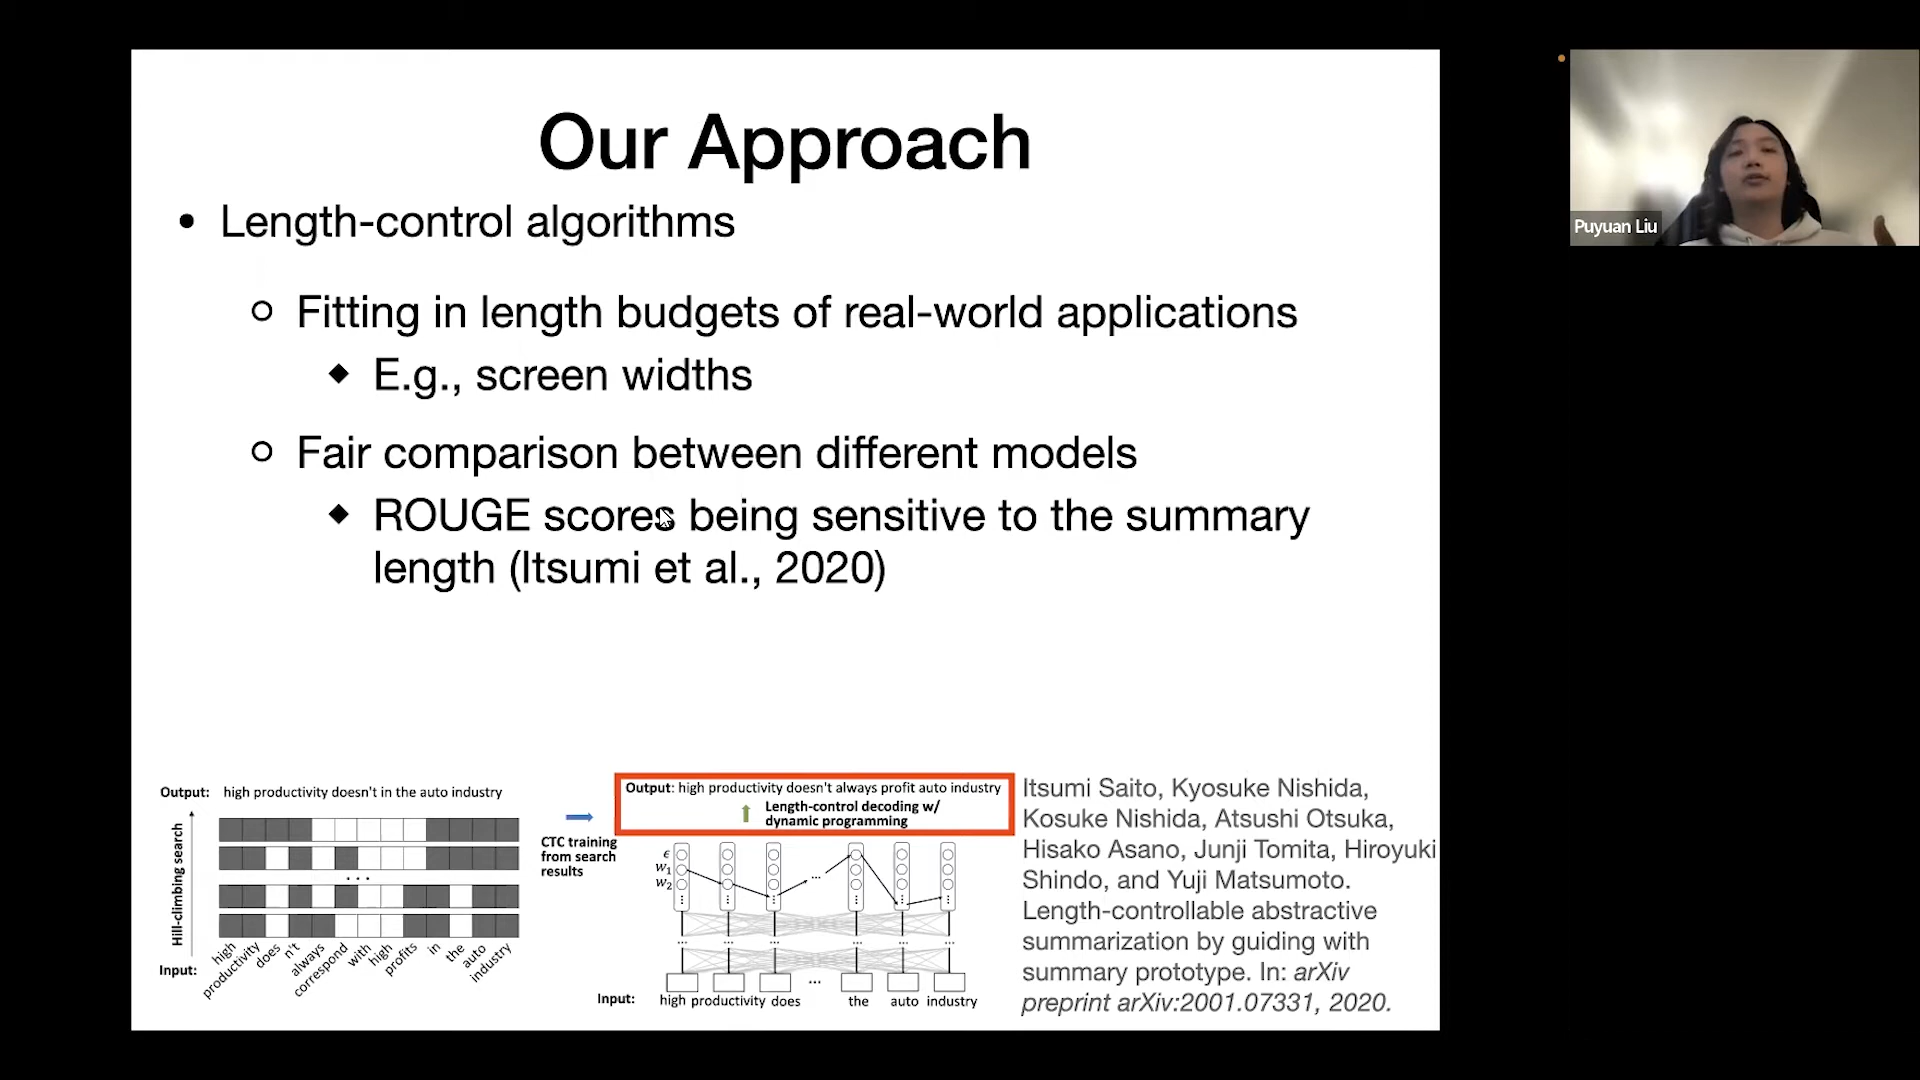 Our Approach
• Length-control algorithms
Fitting in length budgets of real-world applications
◆ E.g., screen widths
Fair comparison between different models
◆ ROUGE scores being sensitive to the summary
length (Itsumi et al., 2020)
Puyuan Liu
Output: high productivity doesn't in the auto industry
Hill-climbing search
...
Input: high productivity does n't always correspond with high profits in the auto industry
CTC training
from search
results
Output: high productivity doesn't always profit auto industry
Length-control decoding w/
dynamic programming
ϵ
w₁
w₂
...
Input: high productivity does ... the auto industry
Itsumi Saito, Kyosuke Nishida,
Kosuke Nishida, Atsushi Otsuka,
Hisako Asano, Junji Tomita, Hiroyuki
Shindo, and Yuji Matsumoto.
Length-controllable abstractive
summarization by guiding with
summary prototype. In: arXiv
preprint arXiv:2001.07331, 2020.